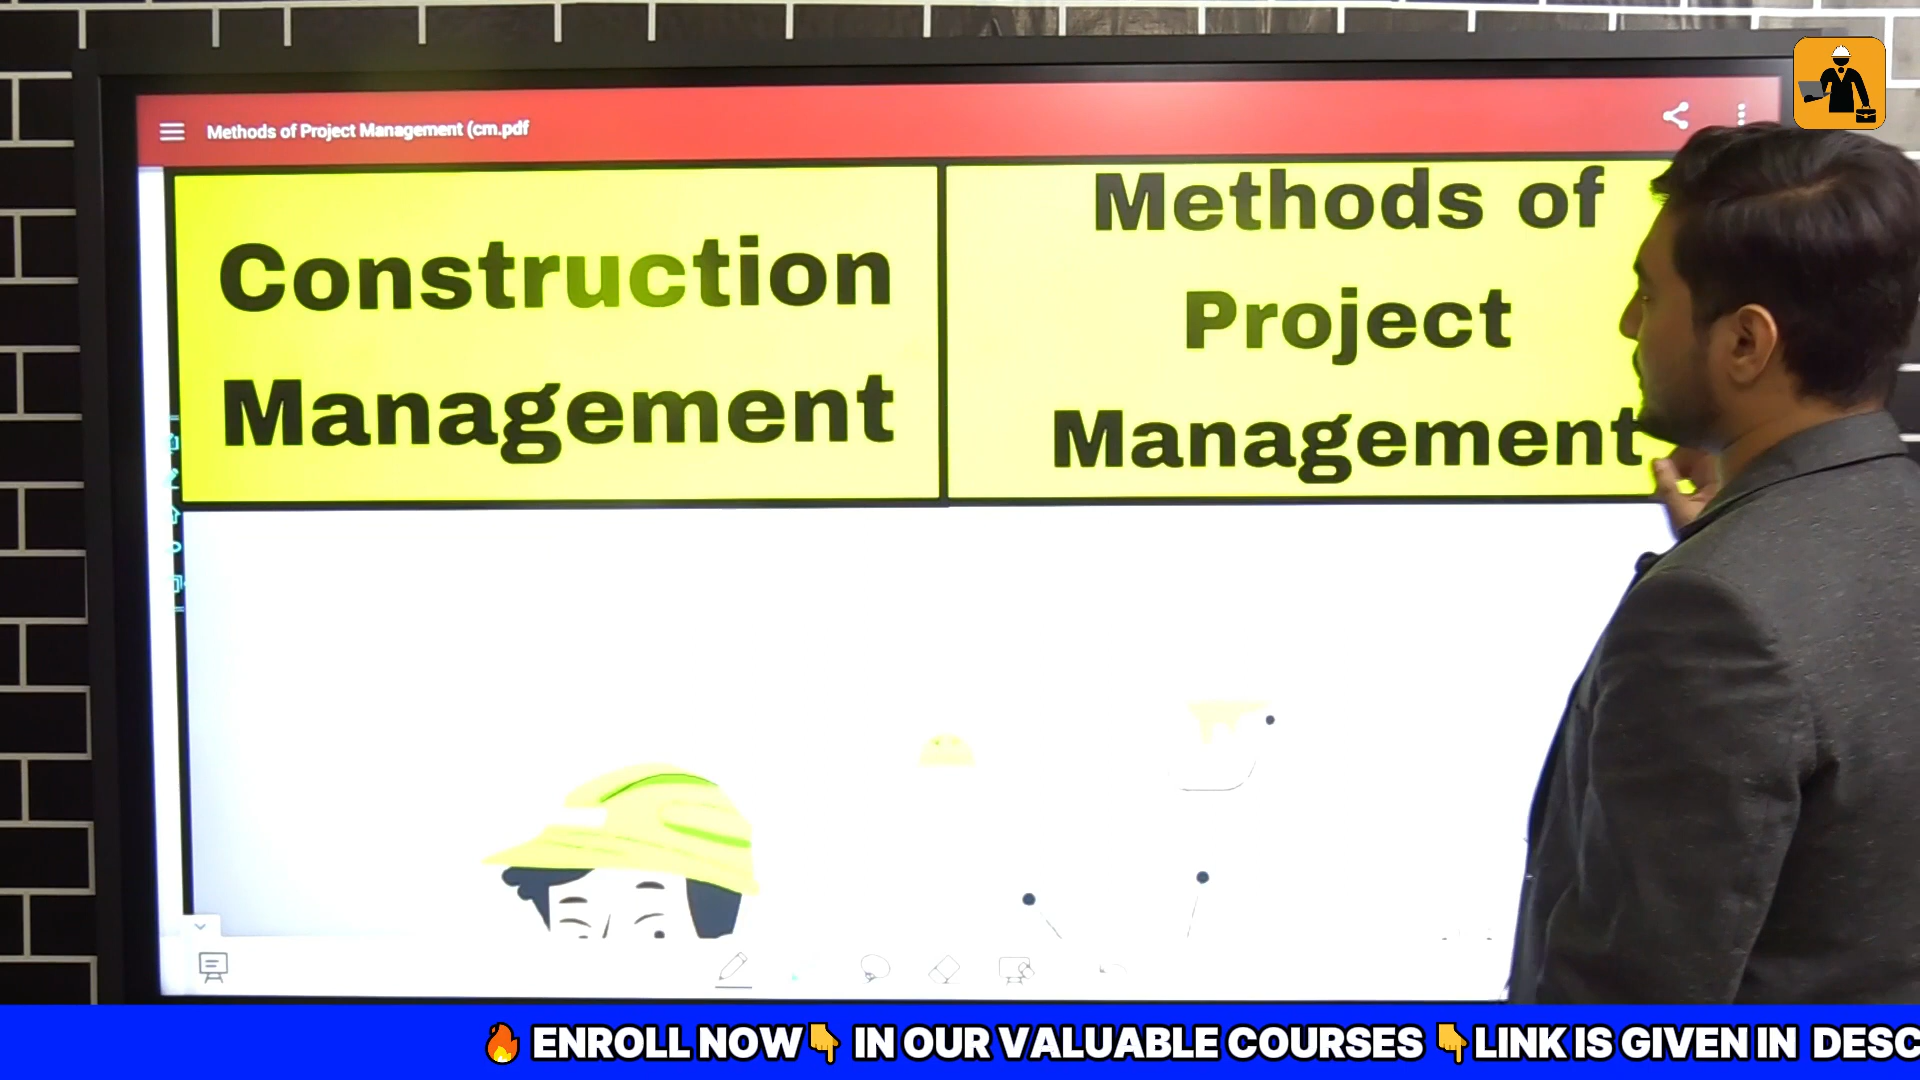 Methods of Project Management (cm.pdf
Construction
Management
Methods of
Project
Management
🔥 ENROLL NOW👇 IN OUR VALUABLE COURSES 👇LINK IS GIVEN IN DESC